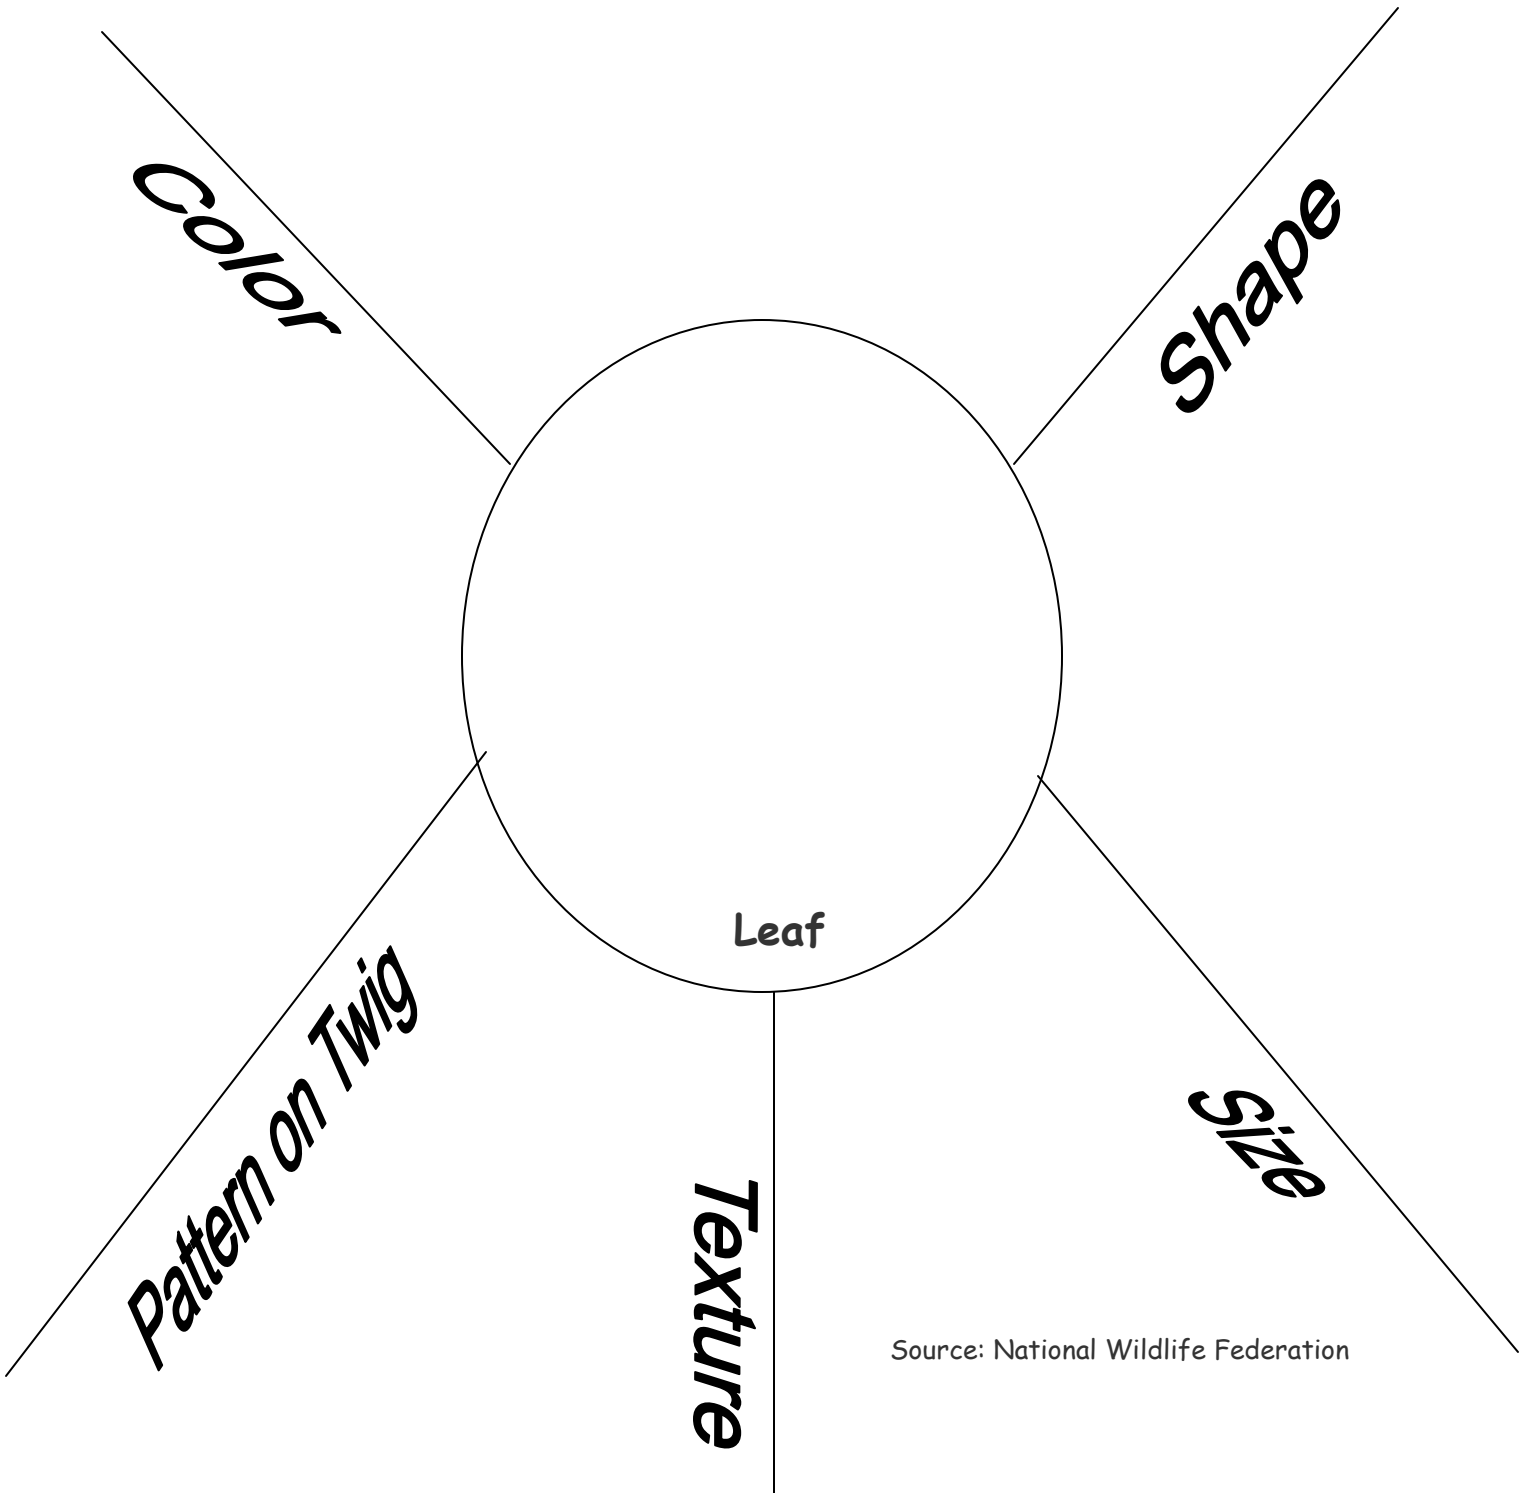 Color
Shape
Leaf
Pattern on Twig
Size
Texture
Source: National Wildlife Federation